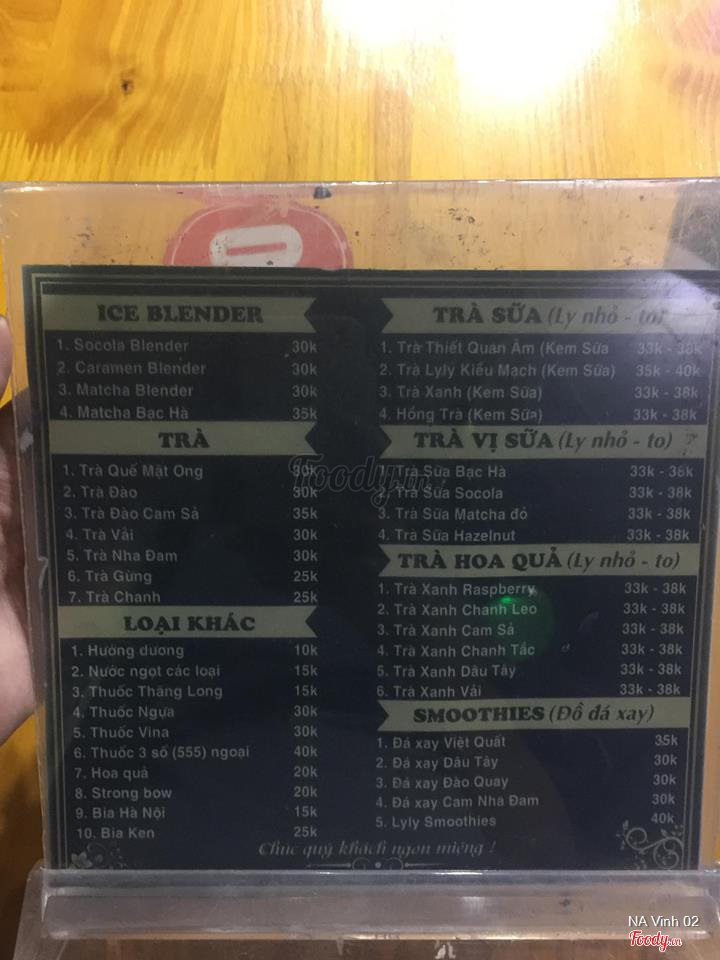 ICE BLENDER
1. Socola Blender 30k
2. Caramen Blender 30k
3. Matcha Blender 30k
4. Matcha Bạc Hà 35k
TRÀ
1. Trà Quế Mật Ong 30k
2. Trà Đào 30k
3. Trà Đào Cam Sả 35k
4. Trà Vải 30k
5. Trà Nha Đam 30k
6. Trà Gừng 25k
7. Trà Chanh 25k
LOẠI KHÁC
1. Hướng dương 10k
2. Nước ngọt các loại 15k
3. Thuốc Thăng Long 15k
4. Thuốc Ngựa 30k
5. Thuốc Vina 30k
6. Thuốc 3 số (555) ngoại 40k
7. Hoa quả 20k
8. Strong bow 20k
9. Bia Hà Nội 15k
10. Bia Ken 25k
TRÀ SỮA (Ly nhỏ - to)
1. Trà Thiết Quan Âm (Kem Sữa 33k - 38k
2. Trà Lyly Kiều Mạch (Kem Sữa) 35k - 40k
3. Trà Xanh (Kem Sữa) 33k - 38k
4. Hồng Trà (Kem Sữa) 33k - 38k
TRÀ VỊ SỮA (Ly nhỏ - to)
1. Trà Sữa Bạc Hà 33k - 38k
2. Trà Sữa Socola 33k - 38k
3. Trà Sữa Matcha đỏ 33k - 38k
4. Trà Sữa Hazelnut 33k - 38k
TRÀ HOA QUẢ (Ly nhỏ - to)
1. Trà Xanh Raspberry 33k - 38k
2. Trà Xanh Chanh Leo 33k - 38k
3. Trà Xanh Cam Sả 33k - 38k
4. Trà Xanh Chanh Tắc 33k - 38k
5. Trà Xanh Dâu Tây 33k - 38k
6. Trà Xanh Vải 33k - 38k
SMOOTHIES (Đồ đá xay)
1. Đá xay Việt Quất 35k
2. Đá xay Dâu Tây 30k
3. Đá xay Đào Quay 30k
4. Đá xay Cam Nha Đam 30k
5. Lyly Smoothies 40k
Chúc quý khách ngon miệng !
Foody.vn
NA Vinh 02
Foody.vn